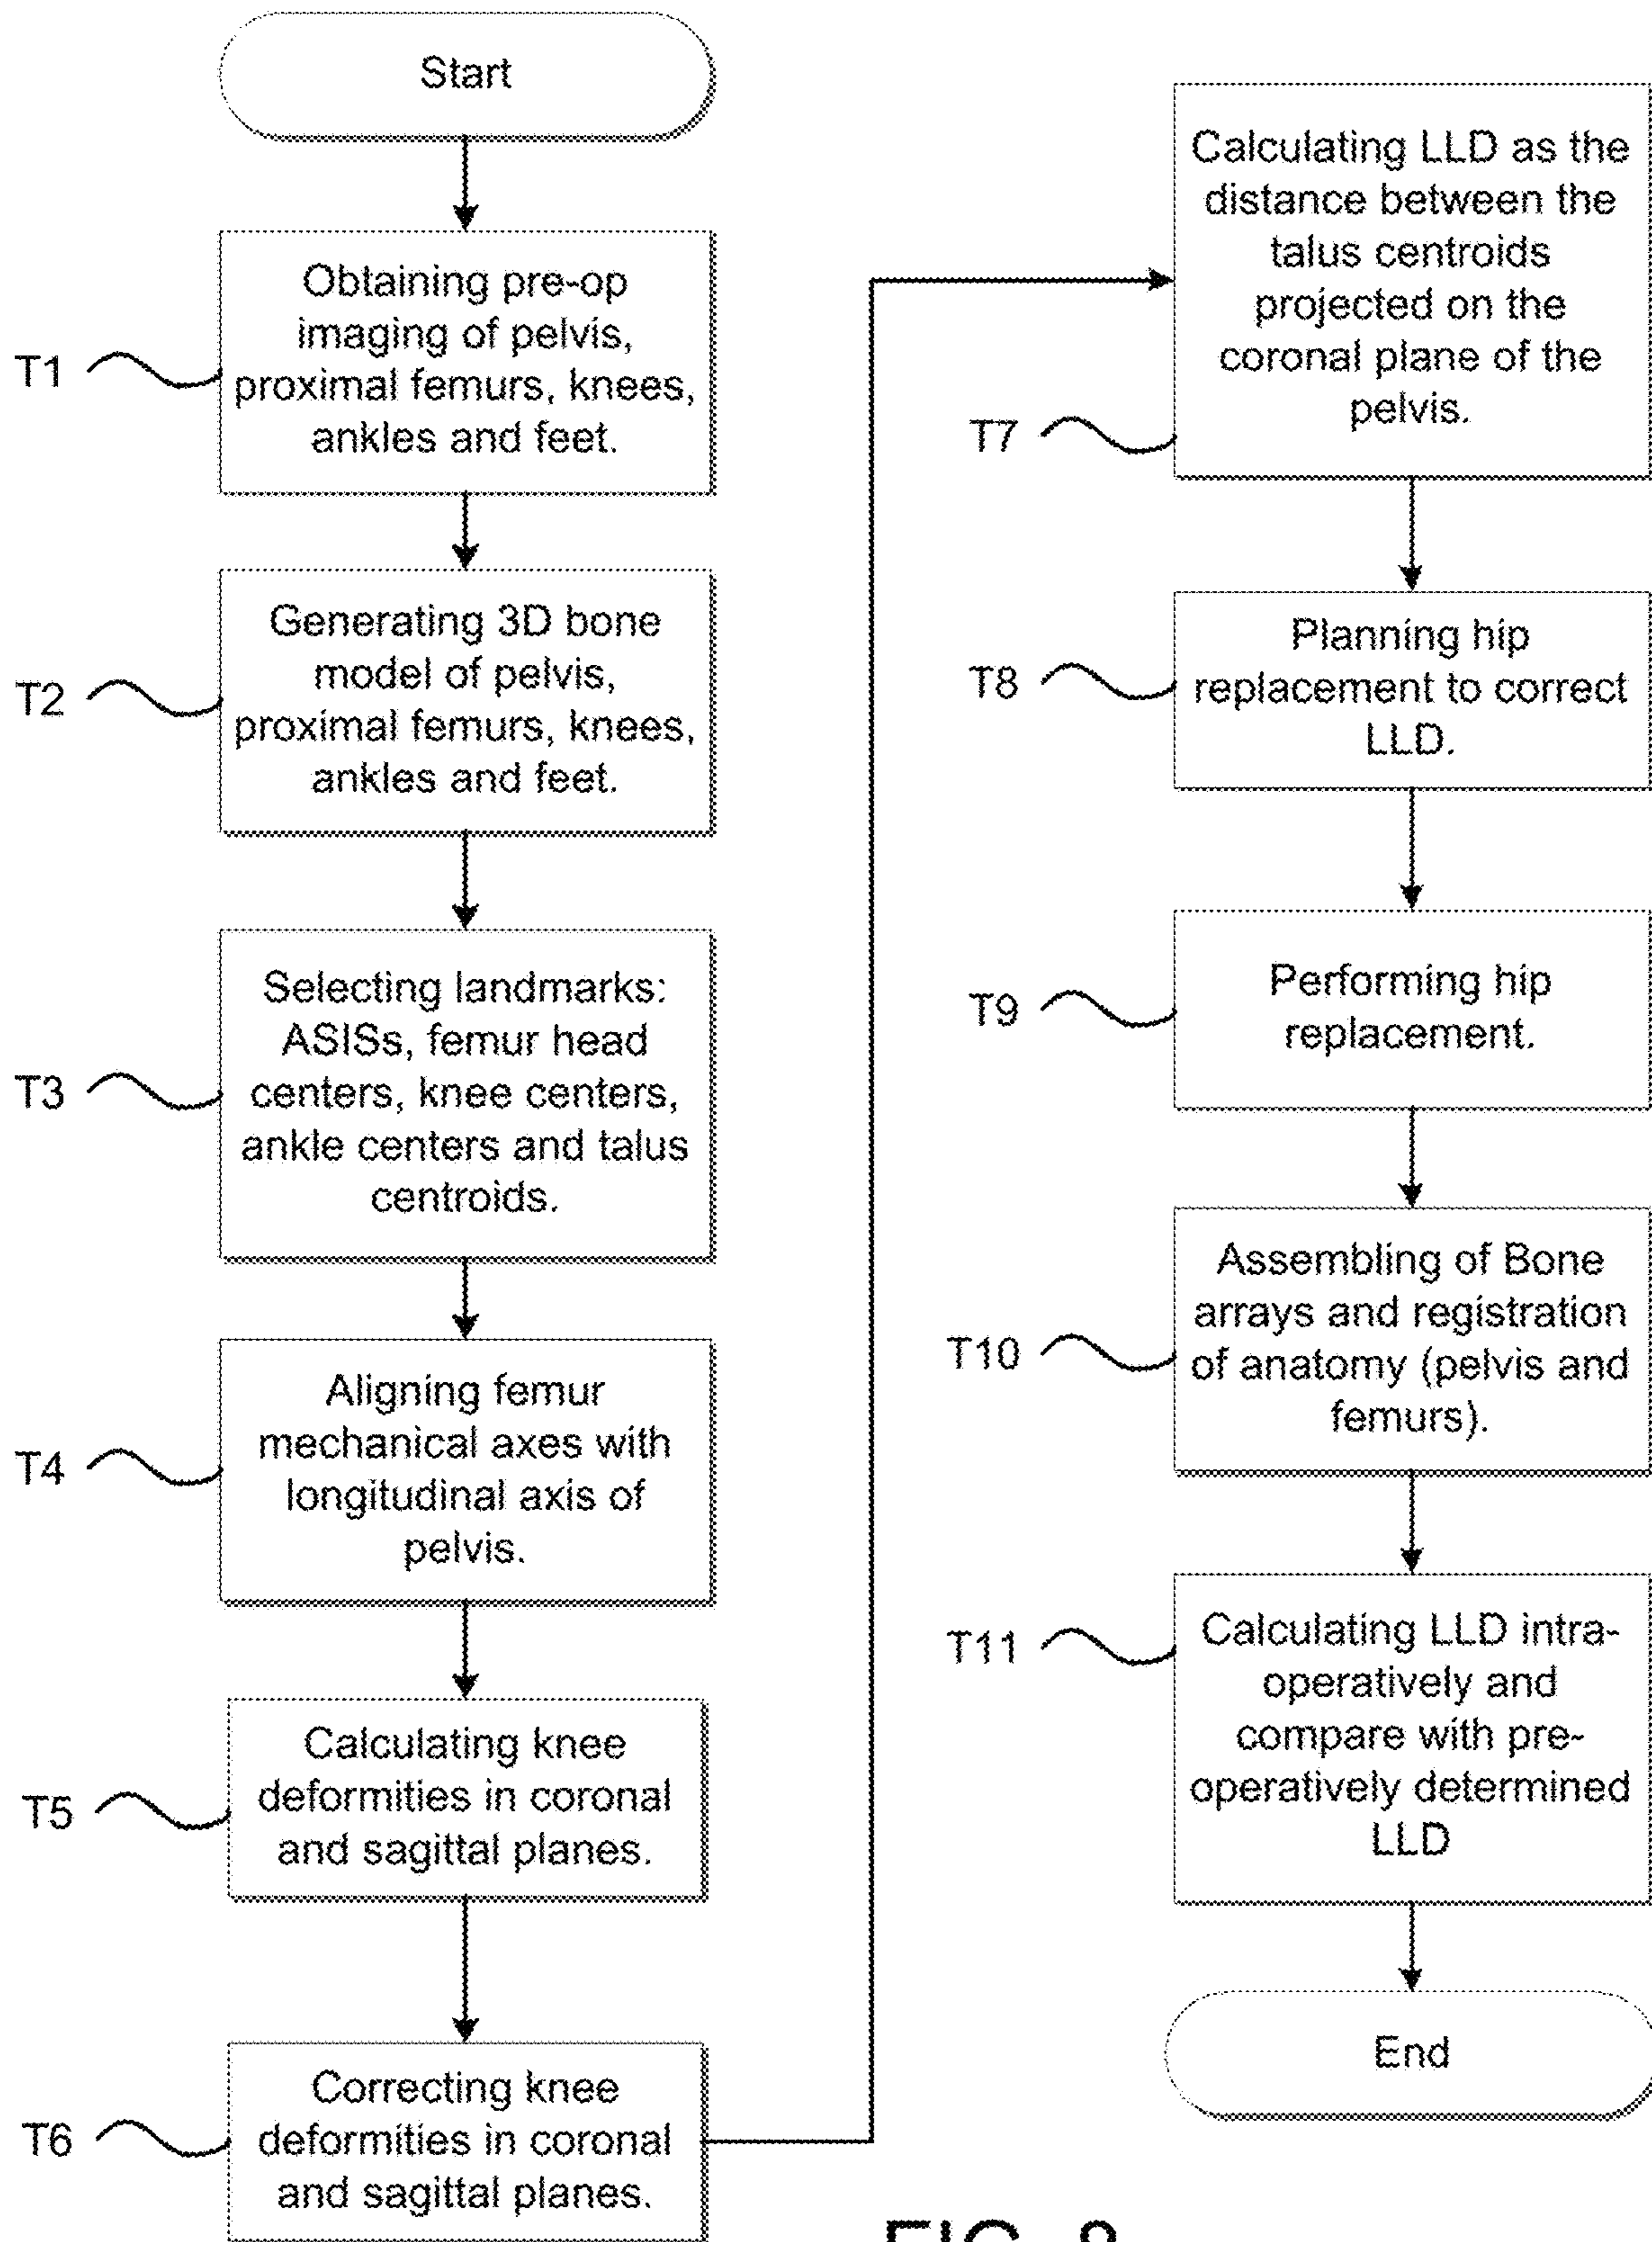 Start
T1
Obtaining pre-op
imaging of pelvis,
proximal femurs, knees,
ankles and feet.
T2
Generating 3D bone
model of pelvis,
proximal femurs, knees,
ankles and feet.
T3
Selecting landmarks:
ASISs, femur head
centers, knee centers,
ankle centers and talus
centroids.
T4
Aligning femur
mechanical axes with
longitudinal axis of
pelvis.
T5
Calculating knee
deformities in coronal
and sagittal planes.
T6
Correcting knee
deformities in coronal
and sagittal planes.
T7
Calculating LLD as the
distance between the
talus centroids
projected on the
coronal plane of the
pelvis.
T8
Planning hip
replacement to correct
LLD.
T9
Performing hip
replacement.
T10
Assembling of Bone
arrays and registration
of anatomy (pelvis and
femurs).
T11
Calculating LLD intra-
operatively and
compare with pre-
operatively determined
LLD
End
FIG. 8